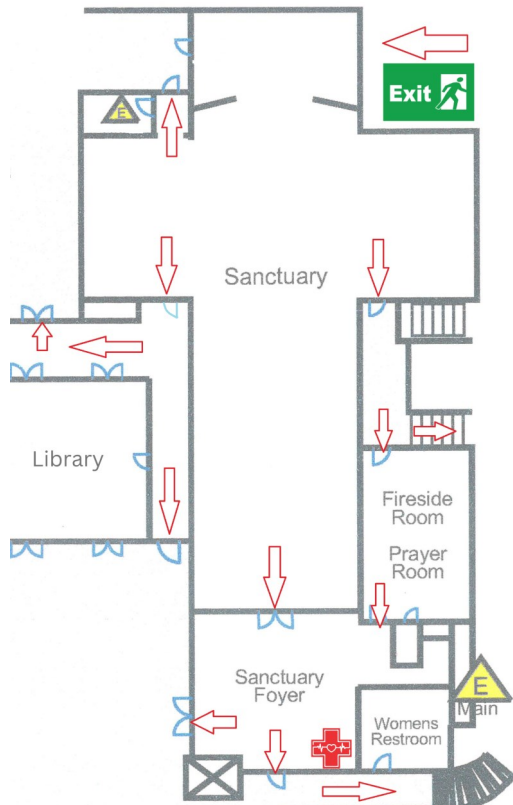 Exit
E
Sanctuary
Library
Fireside
Room
Prayer
Room
Sanctuary
Foyer
E
Main
Womens
Restroom